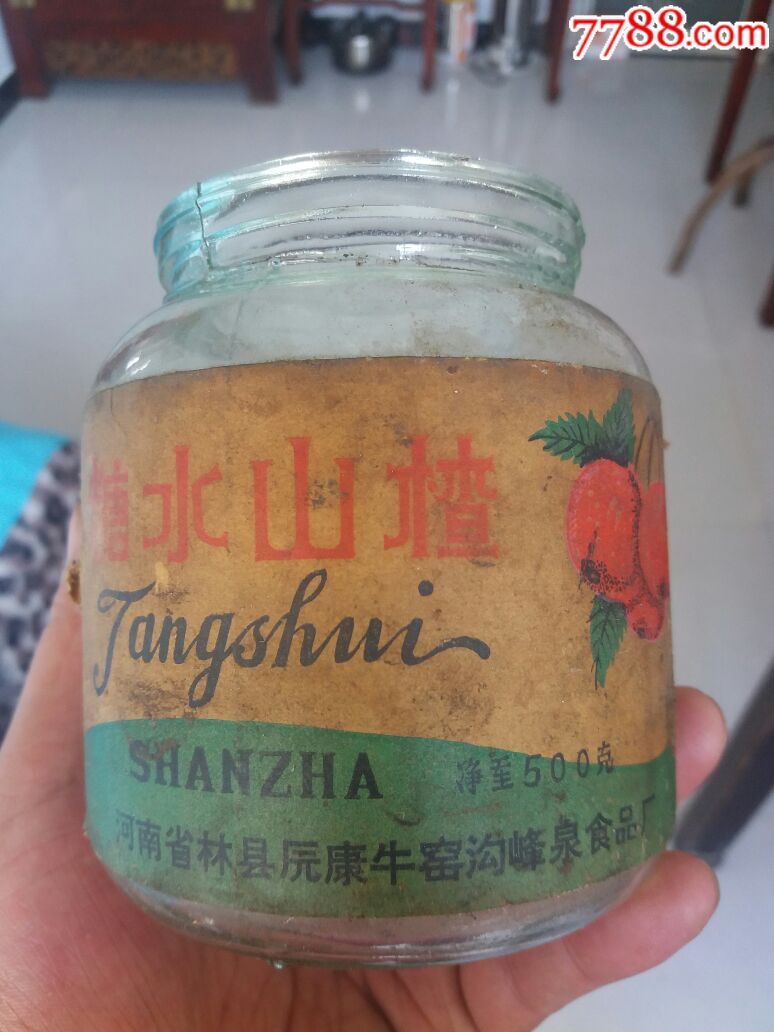 7788.com
糖水山楂
Tangshui
SHANZHA
净重500克
河南省林县原康牛窑沟峰泉食品厂